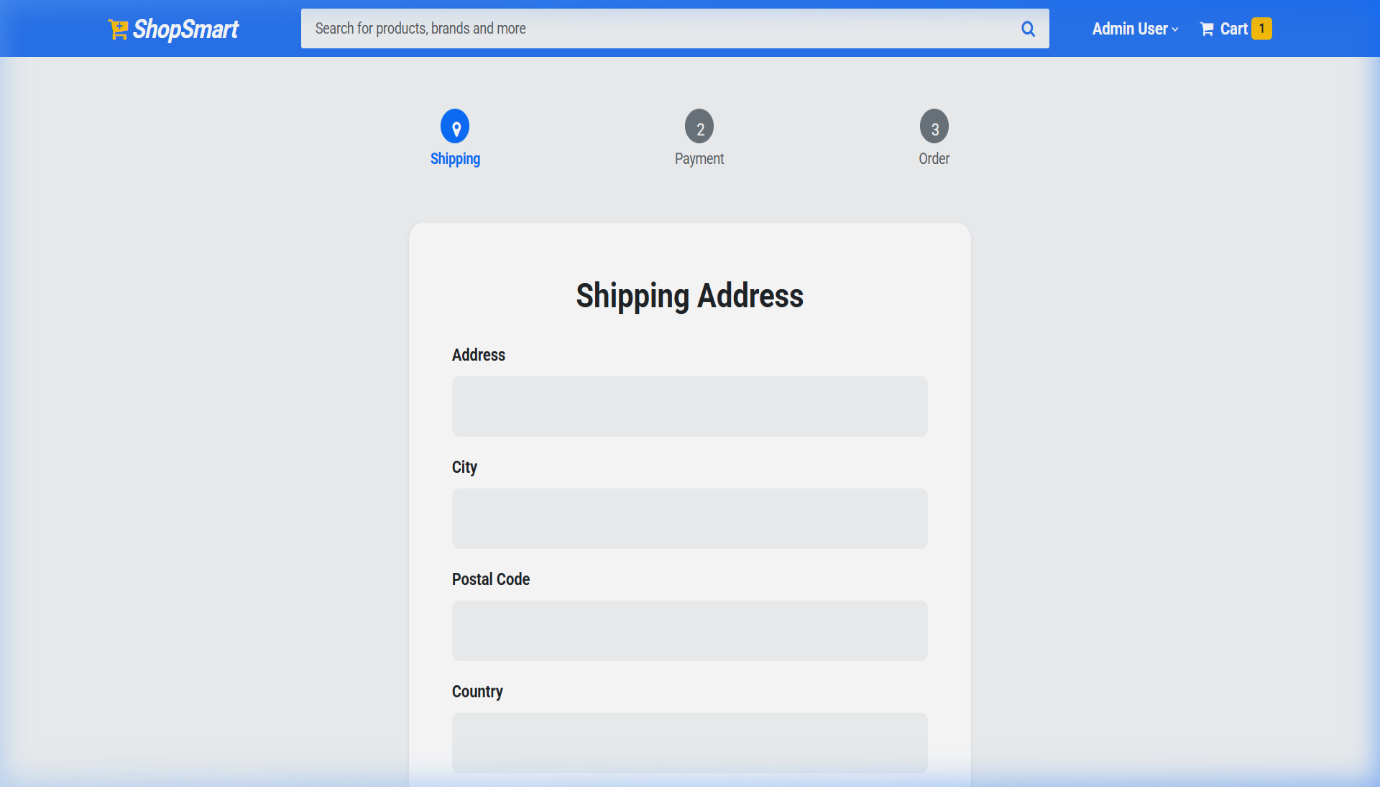 ShopSmart
Search for products, brands and more
Admin User
Cart 1
2
3
Shipping
Payment
Order
Shipping Address
Address
City
Postal Code
Country